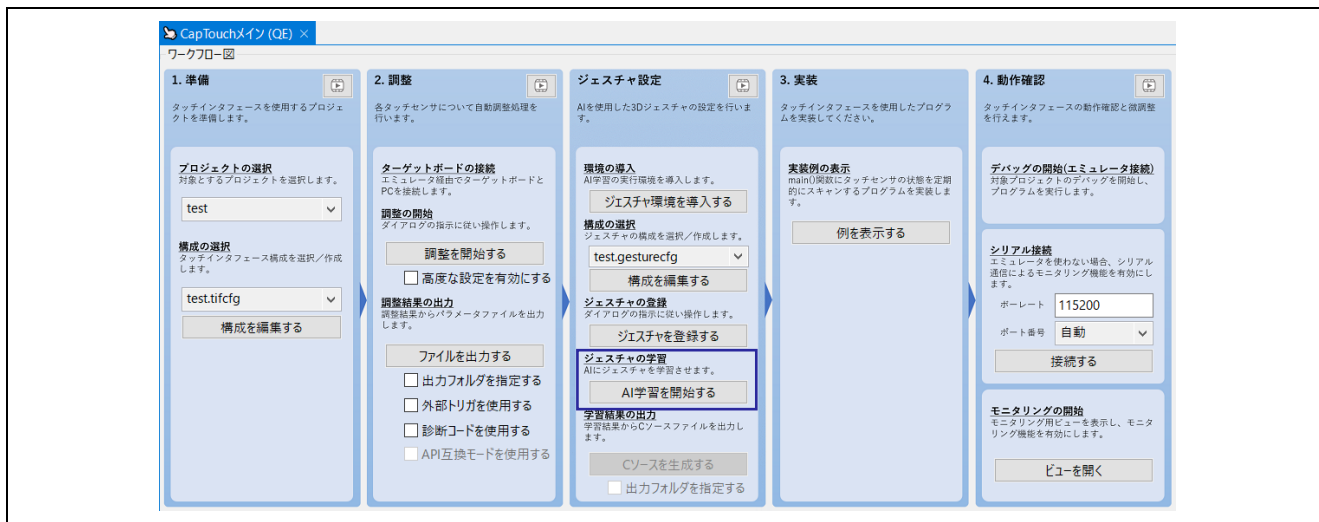 CapTouchメイン (QE)
ワークフロー図
1. 準備
タッチインタフェースを使用するプロジェ
クトを準備します。
プロジェクトの選択
対象とするプロジェクトを選択します。
test
構成の選択
タッチインタフェース構成を選択/作成
します。
test.tifcfg
構成を編集する
2. 調整
各タッチセンサについて自動調整処理を
行います。
ターゲットボードの接続
エミュレータ経由でターゲットボードと
PCを接続します。
調整の開始
ダイアログの指示に従い操作します。
調整を開始する
高度な設定を有効にする
調整結果の出力
調整結果からパラメータファイルを出力
します。
ファイルを出力する
出力フォルダを指定する
外部トリガを使用する
診断コードを使用する
API互換モードを使用する
ジェスチャ設定
AIを使用した3Dジェスチャの設定を行いま
す。
環境の導入
AI学習の実行環境を導入します。
ジェスチャ環境を導入する
構成の選択
ジェスチャの構成を選択/作成します。
test.gesturecfg
構成を編集する
ジェスチャの登録
ダイアログの指示に従い操作します。
ジェスチャを登録する
ジェスチャの学習
AIにジェスチャを学習させます。
AI学習を開始する
学習結果の出力
学習結果からCソースファイルを出力し
ます。
Cソースを生成する
出力フォルダを指定する
3. 実装
タッチインタフェースを使用したプログラ
ムを実装してください。
実装例の表示
main()関数にタッチセンサの状態を定期
的にスキャンするプログラムを実装しま
す。
例を表示する
4. 動作確認
タッチインタフェースの動作確認と微調整
を行えます。
デバッグの開始(エミュレータ接続)
対象プロジェクトのデバッグを開始し、
プログラムを実行します。
シリアル接続
エミュレータを使わない場合、シリアル
通信によるモニタリング機能を有効にし
ます。
ボーレート 115200
ポート番号 自動
接続する
モニタリングの開始
モニタリング用ビューを表示し、モニタ
リング機能を有効にします。
ビューを開く